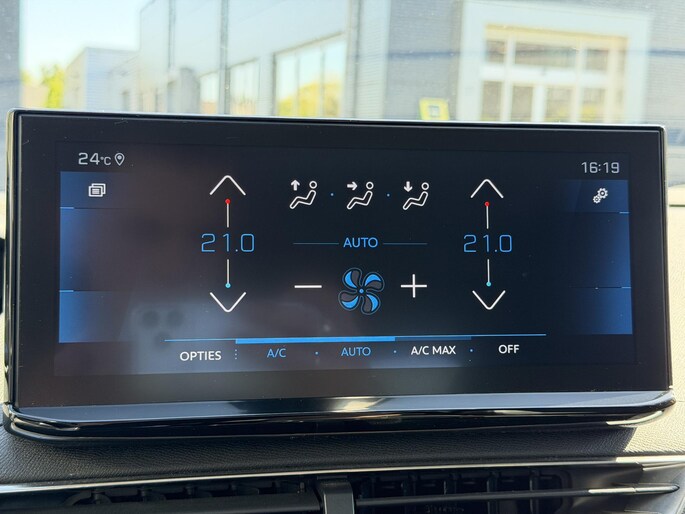 24°C 16:19
21.0 21.0
AUTO
OPTIES A/C AUTO A/C MAX OFF